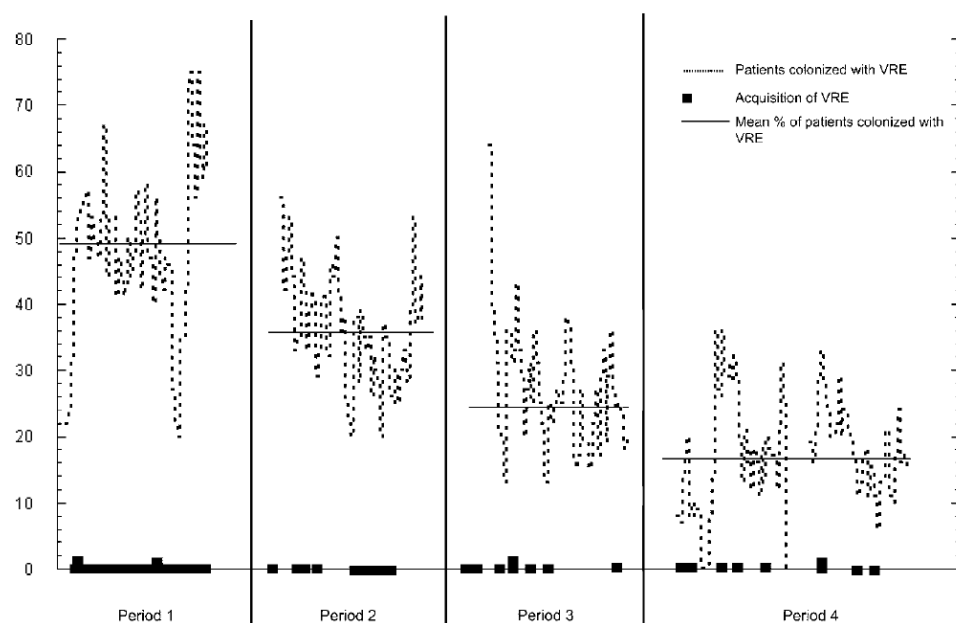 80
70
60
50
40
30
20
10
0
Patients colonized with VRE
Acquisition of VRE
Mean % of patients colonized with
VRE
Period 1
Period 2
Period 3
Period 4